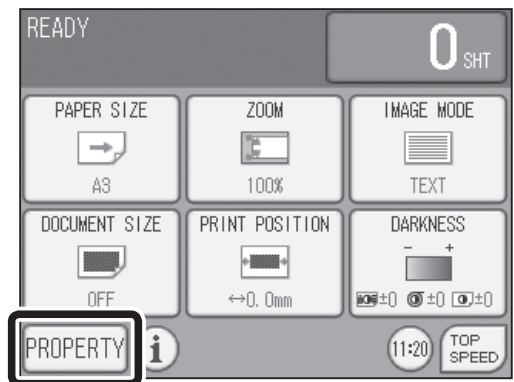 READY
0 SHT
PAPER SIZE
A3
ZOOM
100%
IMAGE MODE
TEXT
DOCUMENT SIZE
OFF
PRINT POSITION
↔0. 0mm
DARKNESS
- +
±0 ±0 ±0
PROPERTY
i
11:20
TOP
SPEED